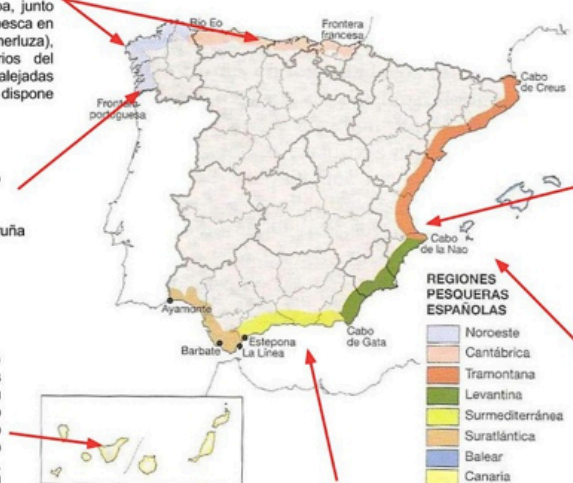 oa, junto
pesca en
nerluza),
rios del
alejadas
dispone
uña
Río Eo
Frontera
francesa
Cabo
de Creus
Frontera
portuguesa
Cabo
de la Nao
Ayamonte
Barbate
Estepona
La Línea
Cabo
de Gata
REGIONES
PESQUERAS
ESPAÑOLAS
Noroeste
Cantábrica
Tramontana
Levantina
Surmediterránea
Suratlántica
Balear
Canaria